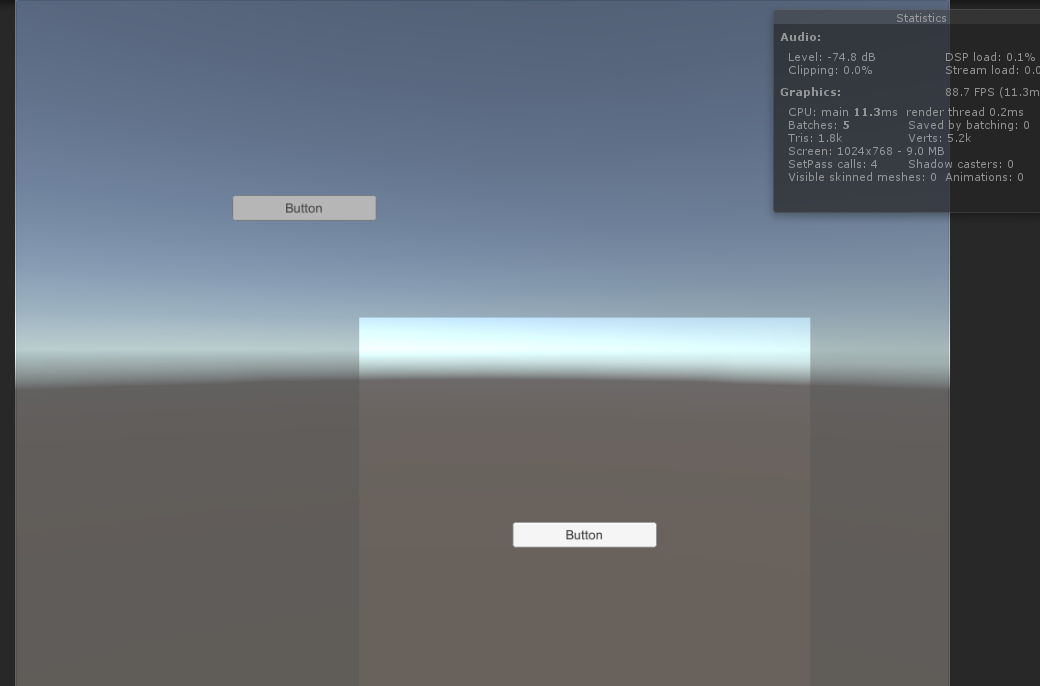 Statistics
Audio:
Level: -74.8 dB DSP load: 0.1%
Clipping: 0.0% Stream load: 0.0
Graphics: 88.7 FPS (11.3m
CPU: main 11.3ms render thread 0.2ms
Batches: 5 Saved by batching: 0
Tris: 1.8k Verts: 5.2k
Screen: 1024x768 - 9.0 MB
SetPass calls: 4 Shadow casters: 0
Visible skinned meshes: 0 Animations: 0
Button
Button